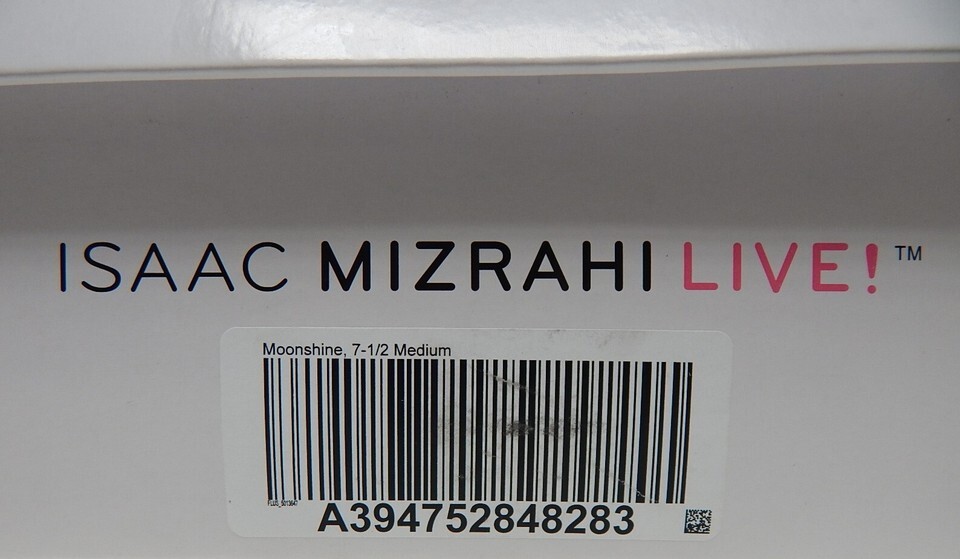 ISAAC MIZRAHI LIVE!™
Moonshine, 7-1/2 Medium
A394752848283